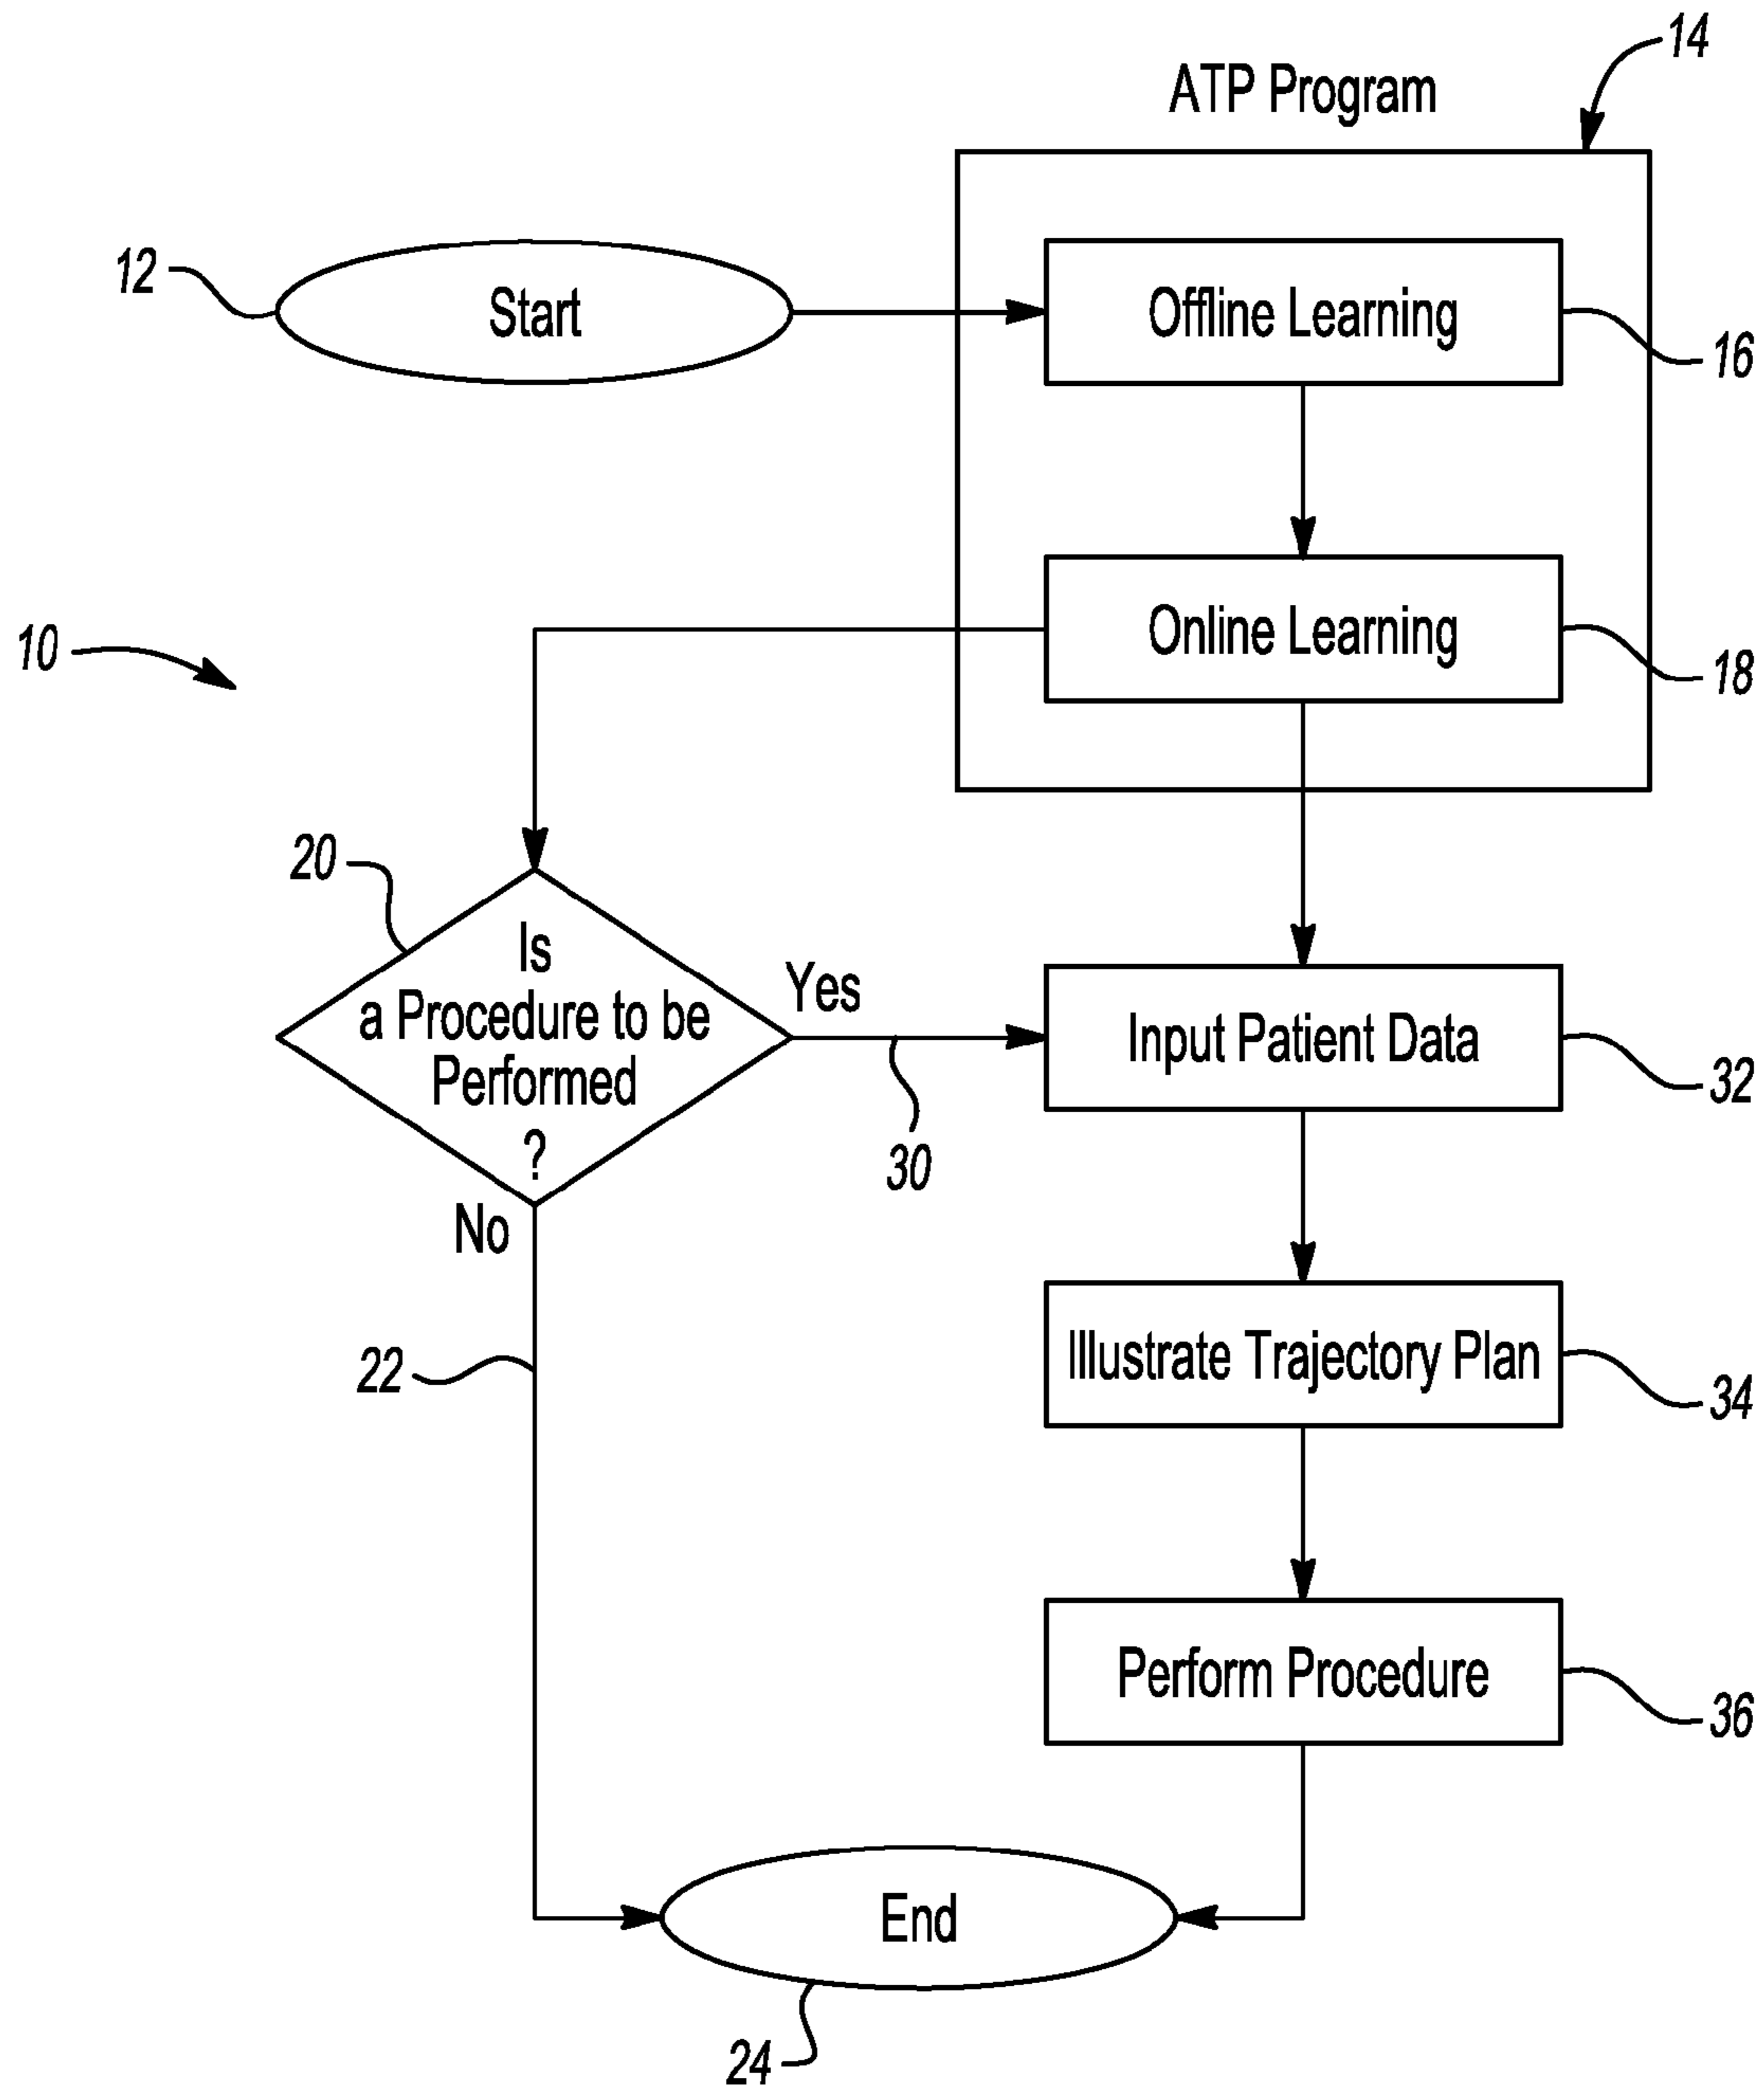 14
ATP Program
12
Start
Offline Learning
16
10
Online Learning
18
20
Is
a Procedure to be
Performed
?
Yes
30
Input Patient Data
32
No
22
Illustrate Trajectory Plan
34
Perform Procedure
36
End
24